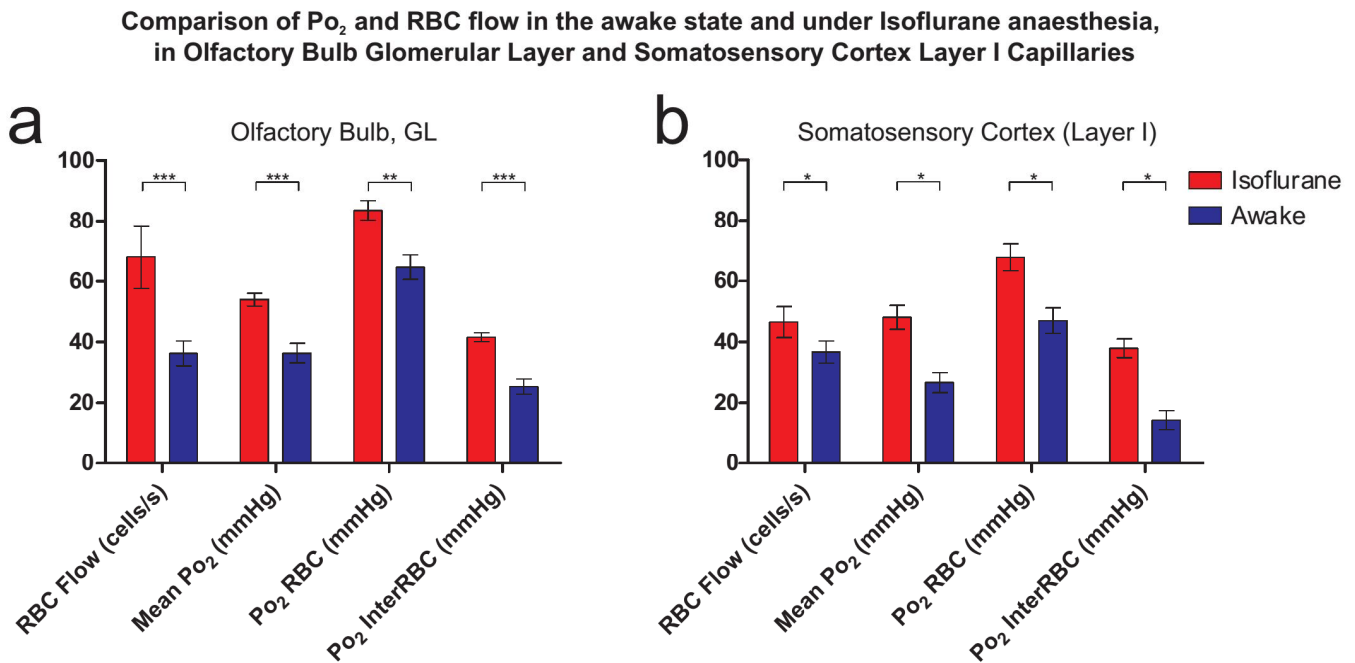 Comparison of Po₂ and RBC flow in the awake state and under Isoflurane anaesthesia,
in Olfactory Bulb Glomerular Layer and Somatosensory Cortex Layer I Capillaries
a
Olfactory Bulb, GL
100
80
60
40
20
0
***
***
**
***
RBC Flow (cells/s)
Mean Po₂ (mmHg)
Po₂ RBC (mmHg)
Po₂ InterRBC (mmHg)
b
Somatosensory Cortex (Layer I)
100
80
60
40
20
0
*
*
*
*
RBC Flow (cells/s)
Mean Po₂ (mmHg)
Po₂ RBC (mmHg)
Po₂ InterRBC (mmHg)
Isoflurane
Awake